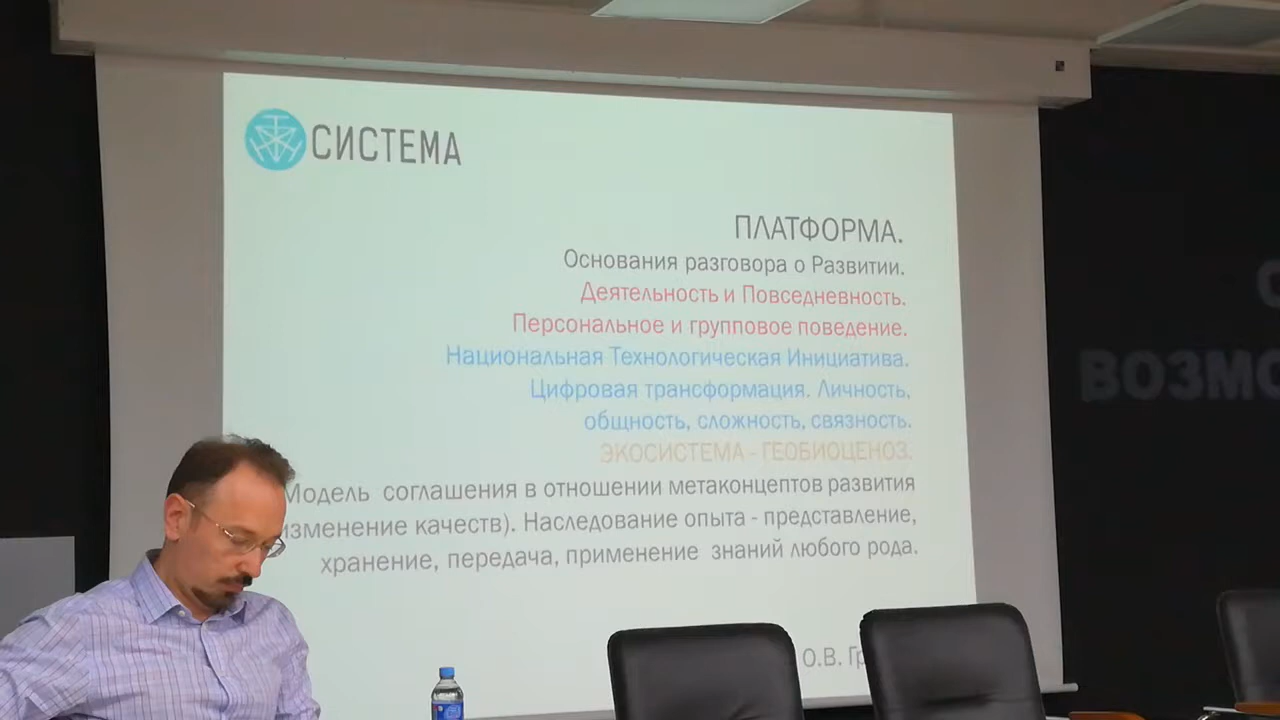 СИСТЕМА
ПЛАТФОРМА.
Основания разговора о Развитии.
Деятельность и Повседневность.
Персональное и групповое поведение.
Национальная Технологическая Инициатива.
Цифровая трансформация. Личность,
общность, сложность, связность.
ЭКОСИСТЕМА - ГЕОБИОЦЕНОЗ.
Модель соглашения в отношении метаконцептов развития
изменение качеств). Наследование опыта - представление,
хранение, передача, применение знаний любого рода.
О.В. Гр
ВОЗМО